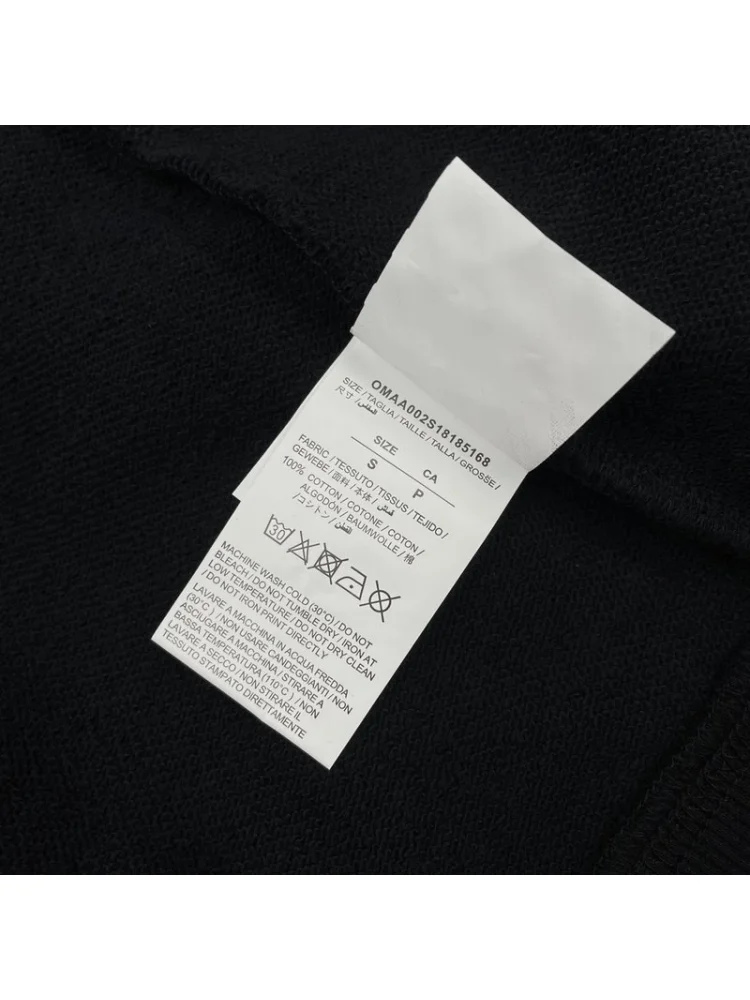 OMAA002S18185168
SIZE / TAGLIA / TAILLE / TALLA / GROSSE /
尺寸 / المقاس
SIZE CA
S P
FABRIC / TESSUTO / TISSUS / TEJIDO /
GEWEBE / 面料 / 本体 / قماش
100% COTTON / COTONE / COTON /
ALGODÓN / BAUMWOLLE / 棉
/ コシトン / القطن
30
MACHINE WASH COLD (30°C) / DO NOT
BLEACH / DO NOT TUMBLE DRY / IRON AT
LOW TEMPERATURE / DO NOT DRY CLEAN
/ DO NOT IRON PRINT DIRECTLY
LAVARE A MACCHINA IN ACQUA FREDDA
(30°C) / NON USARE CANDEGGIANTI / NON
ASCIUGARE A MACCHINA / STIRARE A
BASSA TEMPERATURA (110°C) / NON
LAVARE A SECCO / NON STIRARE IL
TESSUTO STAMPATO DIRETTAMENTE